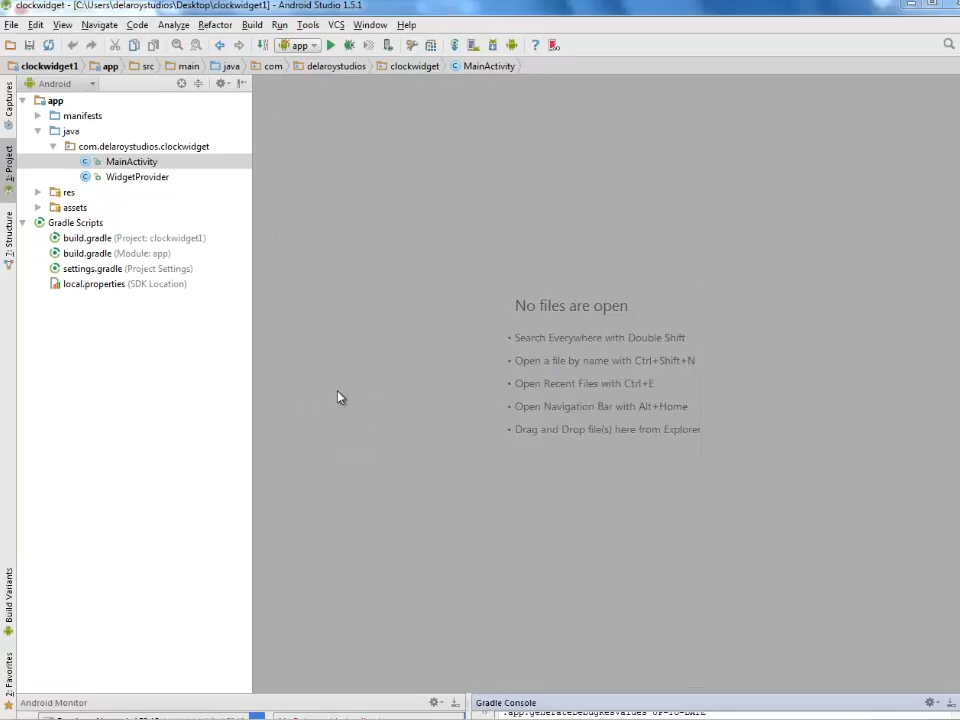 clockwidget - [C:\Users\delaroystudios\Desktop\clockwidget1] - Android Studio 1.5.1
File Edit View Navigate Code Analyze Refactor Build Run Tools VCS Window Help
app
clockwidget1 app src main java com delaroystudios clockwidget MainActivity
Android
Captures
1: Project
7: Structure
Build Variants
2: Favorites
app
manifests
java
com.delaroystudios.clockwidget
MainActivity
WidgetProvider
res
assets
Gradle Scripts
build.gradle (Project: clockwidget1)
build.gradle (Module: app)
settings.gradle (Project Settings)
local.properties (SDK Location)
No files are open
• Search Everywhere with Double Shift
• Open a file by name with Ctrl+Shift+N
• Open Recent Files with Ctrl+E
• Open Navigation Bar with Alt+Home
• Drag and Drop file(s) here from Explorer
Android Monitor
Gradle Console